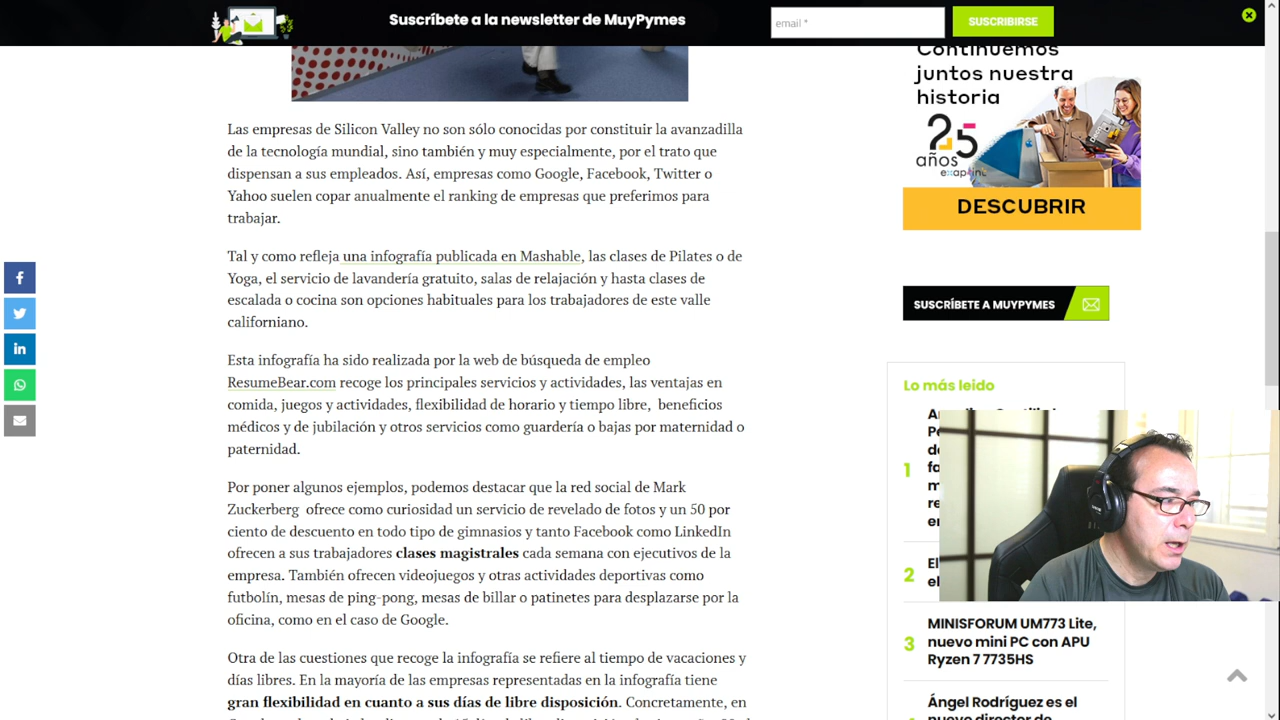 Suscríbete a la newsletter de MuyPymes
email *
SUSCRIBIRSE
Las empresas de Silicon Valley no son sólo conocidas por constituir la avanzadilla
de la tecnología mundial, sino también y muy especialmente, por el trato que
dispensan a sus empleados. Así, empresas como Google, Facebook, Twitter o
Yahoo suelen copar anualmente el ranking de empresas que preferimos para
trabajar.
Tal y como refleja una infografía publicada en Mashable, las clases de Pilates o de
Yoga, el servicio de lavandería gratuito, salas de relajación y hasta clases de
escalada o cocina son opciones habituales para los trabajadores de este valle
californiano.
Esta infografía ha sido realizada por la web de búsqueda de empleo
ResumeBear.com recoge los principales servicios y actividades, las ventajas en
comida, juegos y actividades, flexibilidad de horario y tiempo libre, beneficios
médicos y de jubilación y otros servicios como guardería o bajas por maternidad o
paternidad.
Por poner algunos ejemplos, podemos destacar que la red social de Mark
Zuckerberg ofrece como curiosidad un servicio de revelado de fotos y un 50 por
ciento de descuento en todo tipo de gimnasios y tanto Facebook como LinkedIn
ofrecen a sus trabajadores clases magistrales cada semana con ejecutivos de la
empresa. También ofrecen videojuegos y otras actividades deportivas como
futbolín, mesas de ping-pong, mesas de billar o patinetes para desplazarse por la
oficina, como en el caso de Google.
Otra de las cuestiones que recoge la infografía se refiere al tiempo de vacaciones y
días libres. En la mayoría de las empresas representadas en la infografía tiene
gran flexibilidad en cuanto a sus días de libre disposición. Concretamente, en
Continuemos
juntos nuestra
historia
25
años
DESCUBRIR
SUSCRÍBETE A MUYPYMES
Lo más leido
1
2
El
3
MINISFORUM UM773 Lite,
nuevo mini PC con APU
Ryzen 7 7735HS
Ángel Rodríguez es el
nuevo director de